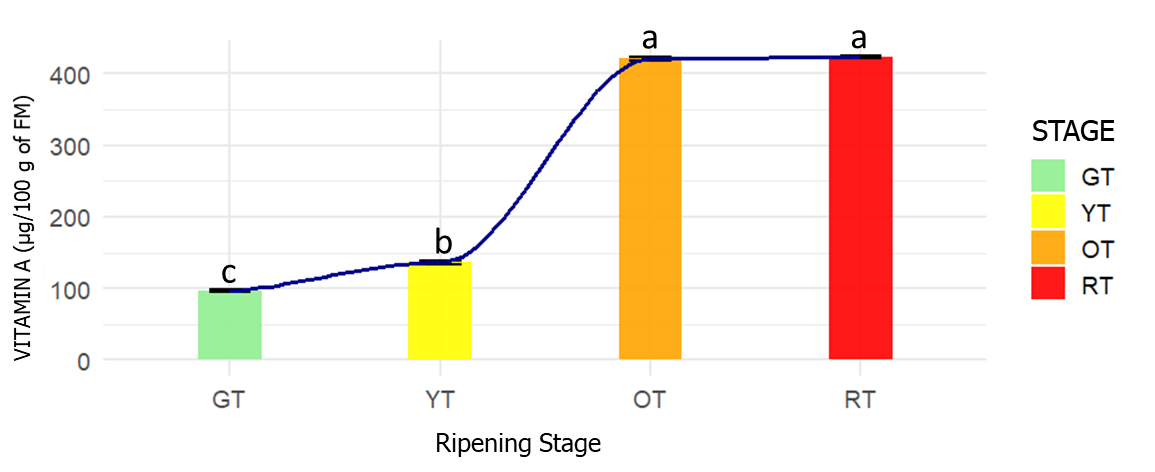 VITAMIN A (µg/100 g of FM)
400
300
200
100
0
c
b
a
a
GT
YT
OT
RT
Ripening Stage
STAGE
GT
YT
OT
RT